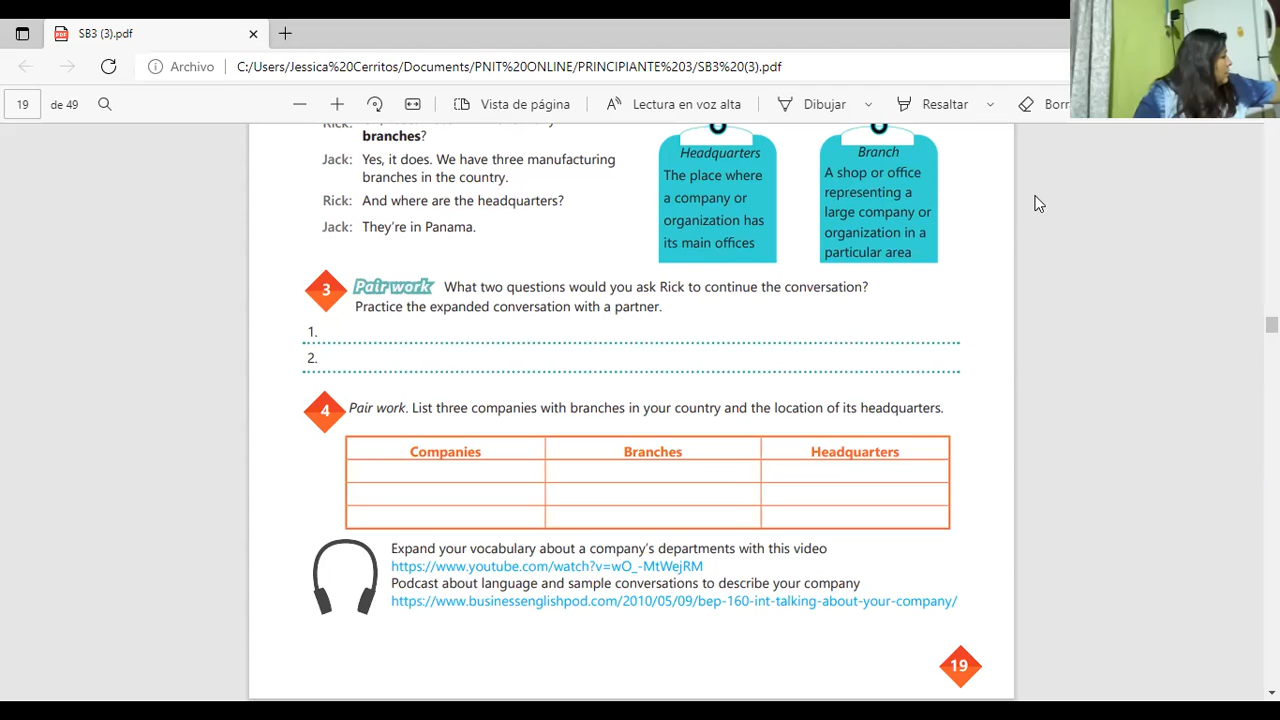 SB3 (3).pdf
Archivo C:/Users/Jessica%20Cerritos/Documents/PNIT%20ONLINE/PRINCIPIANTE%203/SB3%20(3).pdf
19 de 49 Vista de página Lectura en voz alta Dibujar Resaltar Borr
branches?
Jack: Yes, it does. We have three manufacturing
branches in the country.
Rick: And where are the headquarters?
Jack: They're in Panama.
Headquarters
The place where
a company or
organization has
its main offices
Branch
A shop or office
representing a
large company or
organization in a
particular area
3 Pair work What two questions would you ask Rick to continue the conversation?
Practice the expanded conversation with a partner.
1.
2.
4 Pair work. List three companies with branches in your country and the location of its headquarters.
Companies Branches Headquarters
Expand your vocabulary about a company's departments with this video
https://www.youtube.com/watch?v=wO_-MtWejRM
Podcast about language and sample conversations to describe your company
https://www.businessenglishpod.com/2010/05/09/bep-160-int-talking-about-your-company/
19